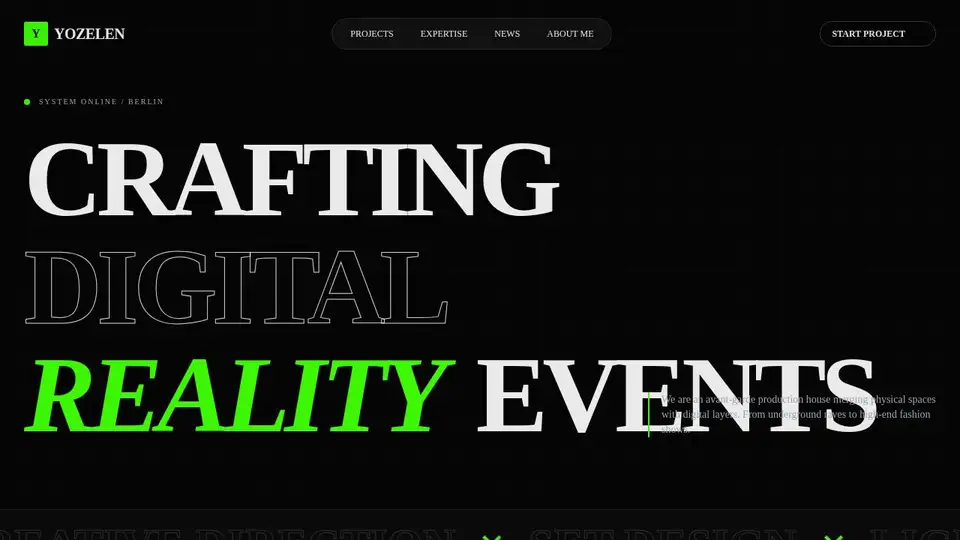 Y YOZELEN
PROJECTS EXPERTISE NEWS ABOUT ME
START PROJECT
SYSTEM ONLINE / BERLIN
CRAFTING
DIGITAL
REALITY EVENTS
We are an avant-garde production house merging physical spaces
with digital layers. From underground raves to high-end fashion
shows.
CREATIVE DIRECTION SET DESIGN